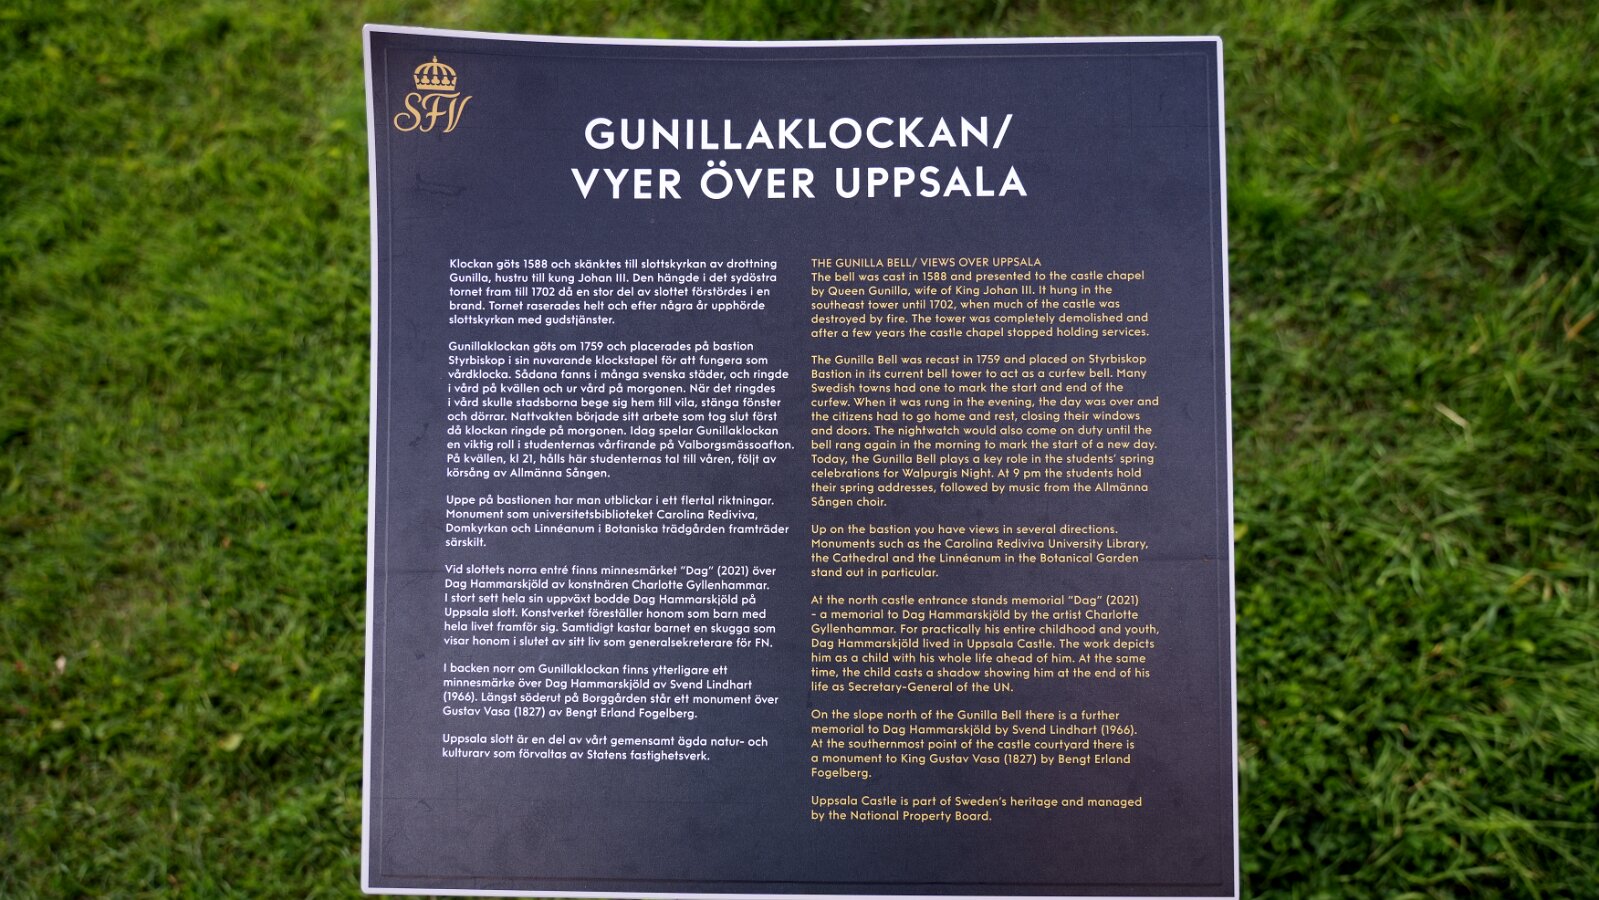 SFV
GUNILLAKLOCKAN/
VYER ÖVER UPPSALA
Klockan göts 1588 och skänktes till slottskyrkan av drottning
Gunilla, hustru till kung Johan III. Den hängde i det sydöstra
tornet fram till 1702 då en stor del av slottet förstördes i en
brand. Tornet raserades helt och efter några år upphörde
slottskyrkan med gudstjänster.
Gunillaklockan göts om 1759 och placerades på bastion
Styrbiskop i sin nuvarande klockstapel för att fungera som
vårdklocka. Sådana fanns i många svenska städer, och ringde
i vård på kvällen och ur vård på morgonen. När det ringdes
i vård skulle stadsborna bege sig hem till vila, stänga fönster
och dörrar. Nattvakten började sitt arbete som tog slut först
då klockan ringde på morgonen. Idag spelar Gunillaklockan
en viktig roll i studenternas vårfirande på Valborgsmässoafton.
På kvällen, kl 21, hålls här studenternas tal till våren, följt av
körsång av Allmänna Sången.
Uppe på bastionen har man utblickar i ett flertal riktningar.
Monument som universitetsbiblioteket Carolina Rediviva,
Domkyrkan och Linnéanum i Botaniska trädgården framträder
särskilt.
Vid slottets norra entré finns minnesmärket ”Dag” (2021) över
Dag Hammarskjöld av konstnären Charlotte Gyllenhammar.
I stort sett hela sin uppväxt bodde Dag Hammarskjöld på
Uppsala slott. Konstverket föreställer honom som barn med
hela livet framför sig. Samtidigt kastar barnet en skugga som
visar honom i slutet av sitt liv som generalsekreterare för FN.
I backen norr om Gunillaklockan finns ytterligare ett
minnesmärke över Dag Hammarskjöld av Svend Lindhart
(1966). Längst söderut på Borggården står ett monument över
Gustav Vasa (1827) av Bengt Erland Fogelberg.
Uppsala slott är en del av vårt gemensamt ägda natur- och
kulturarv som förvaltas av Statens fastighetsverk.
THE GUNILLA BELL/ VIEWS OVER UPPSALA
The bell was cast in 1588 and presented to the castle chapel
by Queen Gunilla, wife of King Johan III. It hung in the
southeast tower until 1702, when much of the castle was
destroyed by fire. The tower was completely demolished and
after a few years the castle chapel stopped holding services.
The Gunilla Bell was recast in 1759 and placed on Styrbiskop
Bastion in its current bell tower to act as a curfew bell. Many
Swedish towns had one to mark the start and end of the
curfew. When it was rung in the evening, the day was over and
the citizens had to go home and rest, closing their windows
and doors. The nightwatch would also come on duty until the
bell rang again in the morning to mark the start of a new day.
Today, the Gunilla Bell plays a key role in the students’ spring
celebrations for Walpurgis Night. At 9 pm the students hold
their spring addresses, followed by music from the Allmänna
Sången choir.
Up on the bastion you have views in several directions.
Monuments such as the Carolina Rediviva University Library,
the Cathedral and the Linnéanum in the Botanical Garden
stand out in particular.
At the north castle entrance stands memorial ”Dag” (2021)
- a memorial to Dag Hammarskjöld by the artist Charlotte
Gyllenhammar. For practically his entire childhood and youth,
Dag Hammarskjöld lived in Uppsala Castle. The work depicts
him as a child with his whole life ahead of him. At the same
time, the child casts a shadow showing him at the end of his
life as Secretary-General of the UN.
On the slope north of the Gunilla Bell there is a further
memorial to Dag Hammarskjöld by Svend Lindhart (1966).
At the southernmost point of the castle courtyard there is
a monument to King Gustav Vasa (1827) by Bengt Erland
Fogelberg.
Uppsala Castle is part of Sweden’s heritage and managed
by the National Property Board.